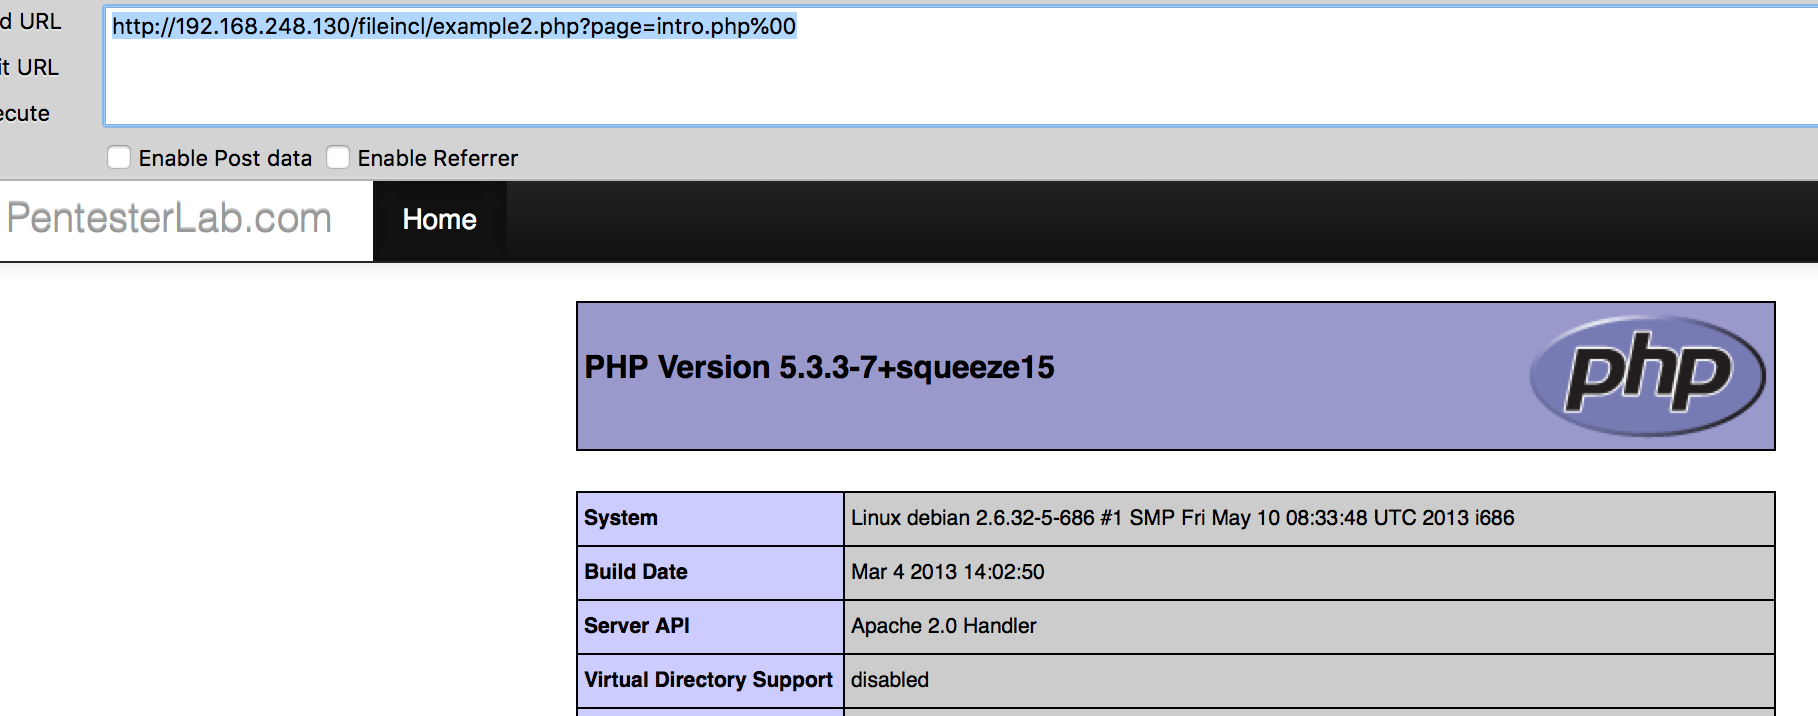 d URL
http://192.168.248.130/fileincl/example2.php?page=intro.php%00
it URL
ecute
Enable Post data Enable Referrer
PentesterLab.com Home
PHP Version 5.3.3-7+squeeze15
php
System Linux debian 2.6.32-5-686 #1 SMP Fri May 10 08:33:48 UTC 2013 i686
Build Date Mar 4 2013 14:02:50
Server API Apache 2.0 Handler
Virtual Directory Support disabled